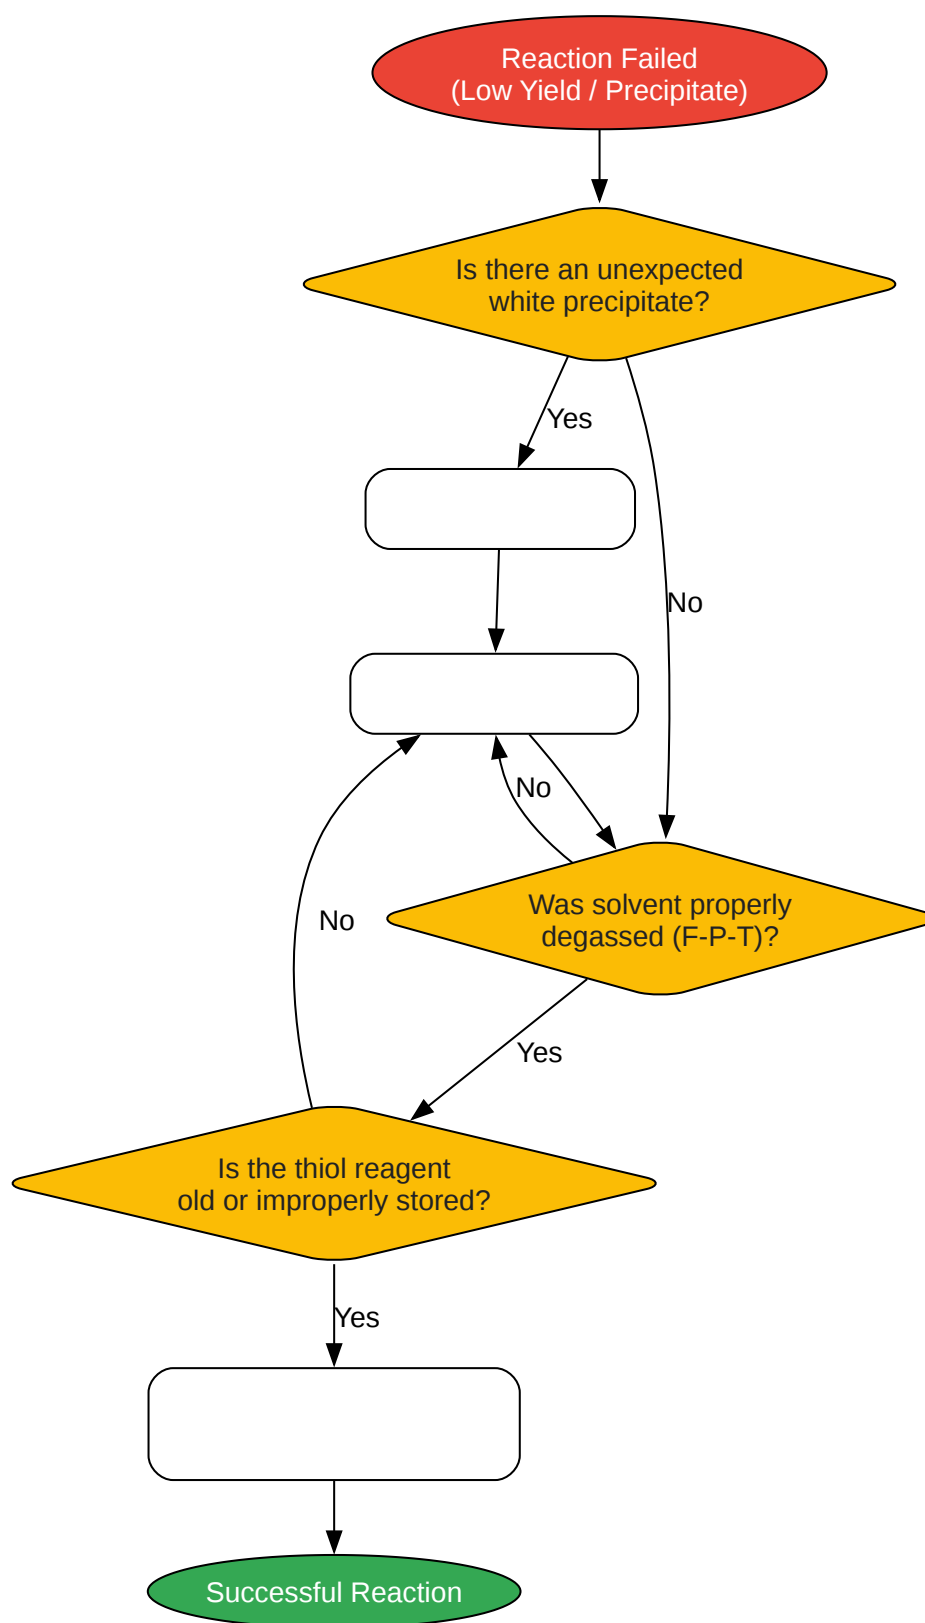 Reaction Failed
(Low Yield / Precipitate)
Is there an unexpected
white precipitate?
Yes
No
No
Was solvent properly
degassed (F-P-T)?
No
Yes
Is the thiol reagent
old or improperly stored?
Yes
Successful Reaction